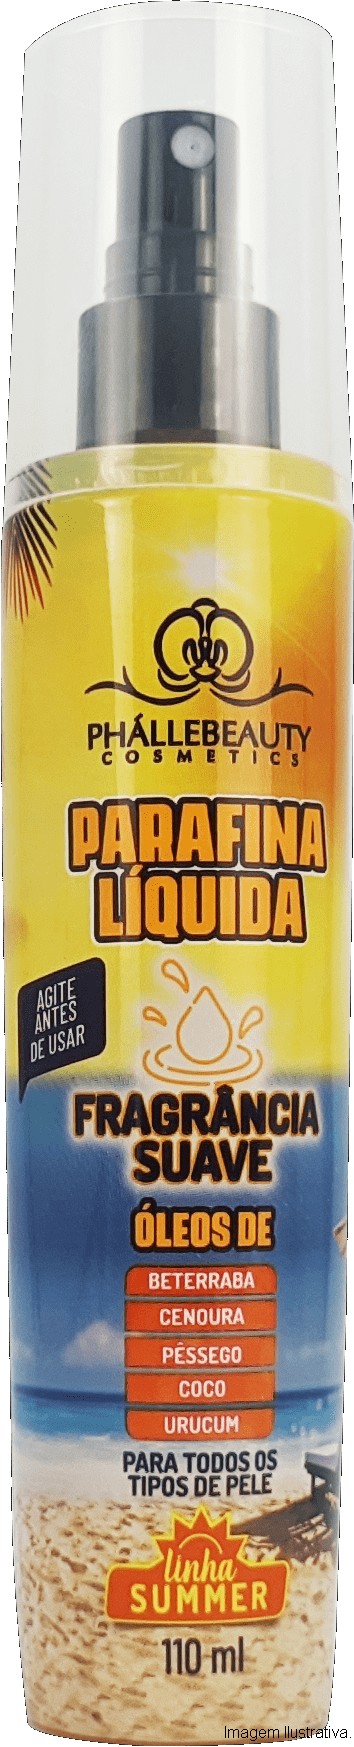 PHÁLLEBEAUTY
COSMETICS
PARAFINA
LÍQUIDA
AGITE
ANTES
DE USAR
FRAGRÂNCIA
SUAVE
ÓLEOS DE
BETERRABA
CENOURA
PÊSSEGO
COCO
URUCUM
PARA TODOS OS
TIPOS DE PELE
linha
SUMMER
110 ml
Imagem Ilustrativa.